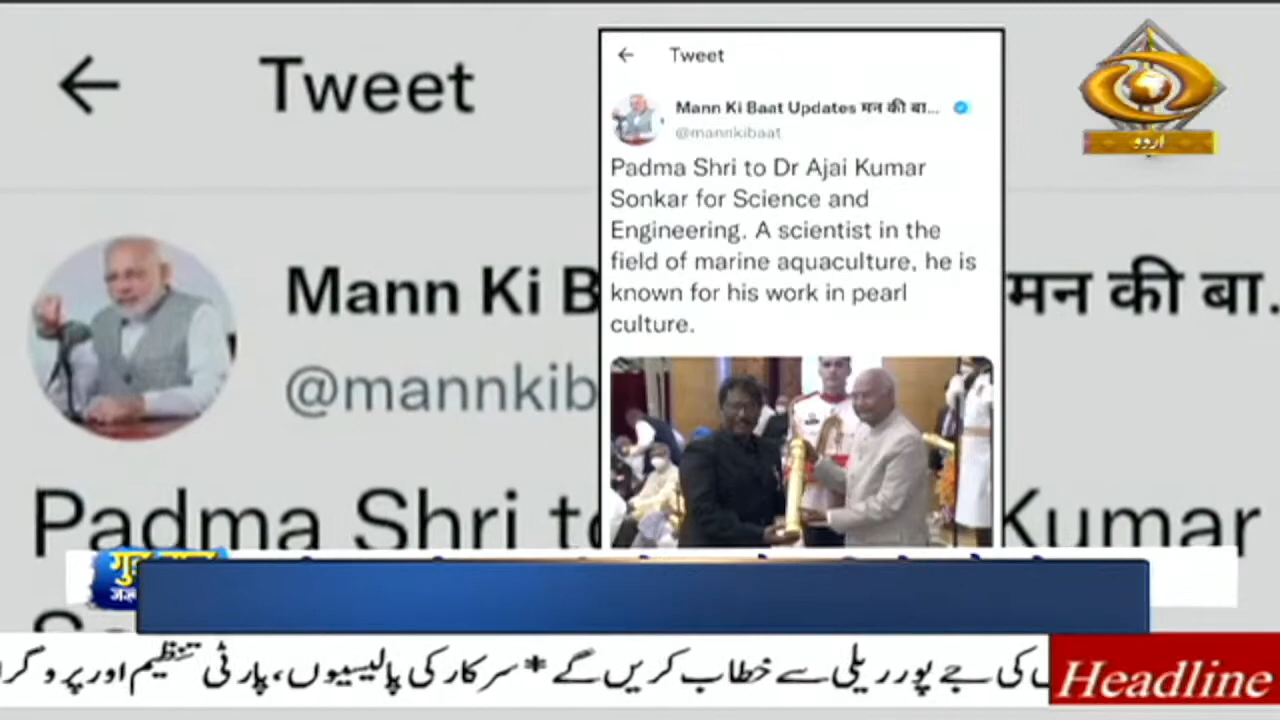 ← Tweet
Mann Ki B
मन की बा...
@mannkib
Padma Shri to
Kumar
← Tweet
Mann Ki Baat Updates मन की बा...
@mannkibaat
Padma Shri to Dr Ajai Kumar
Sonkar for Science and
Engineering. A scientist in the
field of marine aquaculture, he is
known for his work in pearl
culture.
اردو
کی جے پور ریلی سے خطاب کریں گے * سرکار کی پالیسیوں، پارٹی تنظیم اور پروگرا
Headline